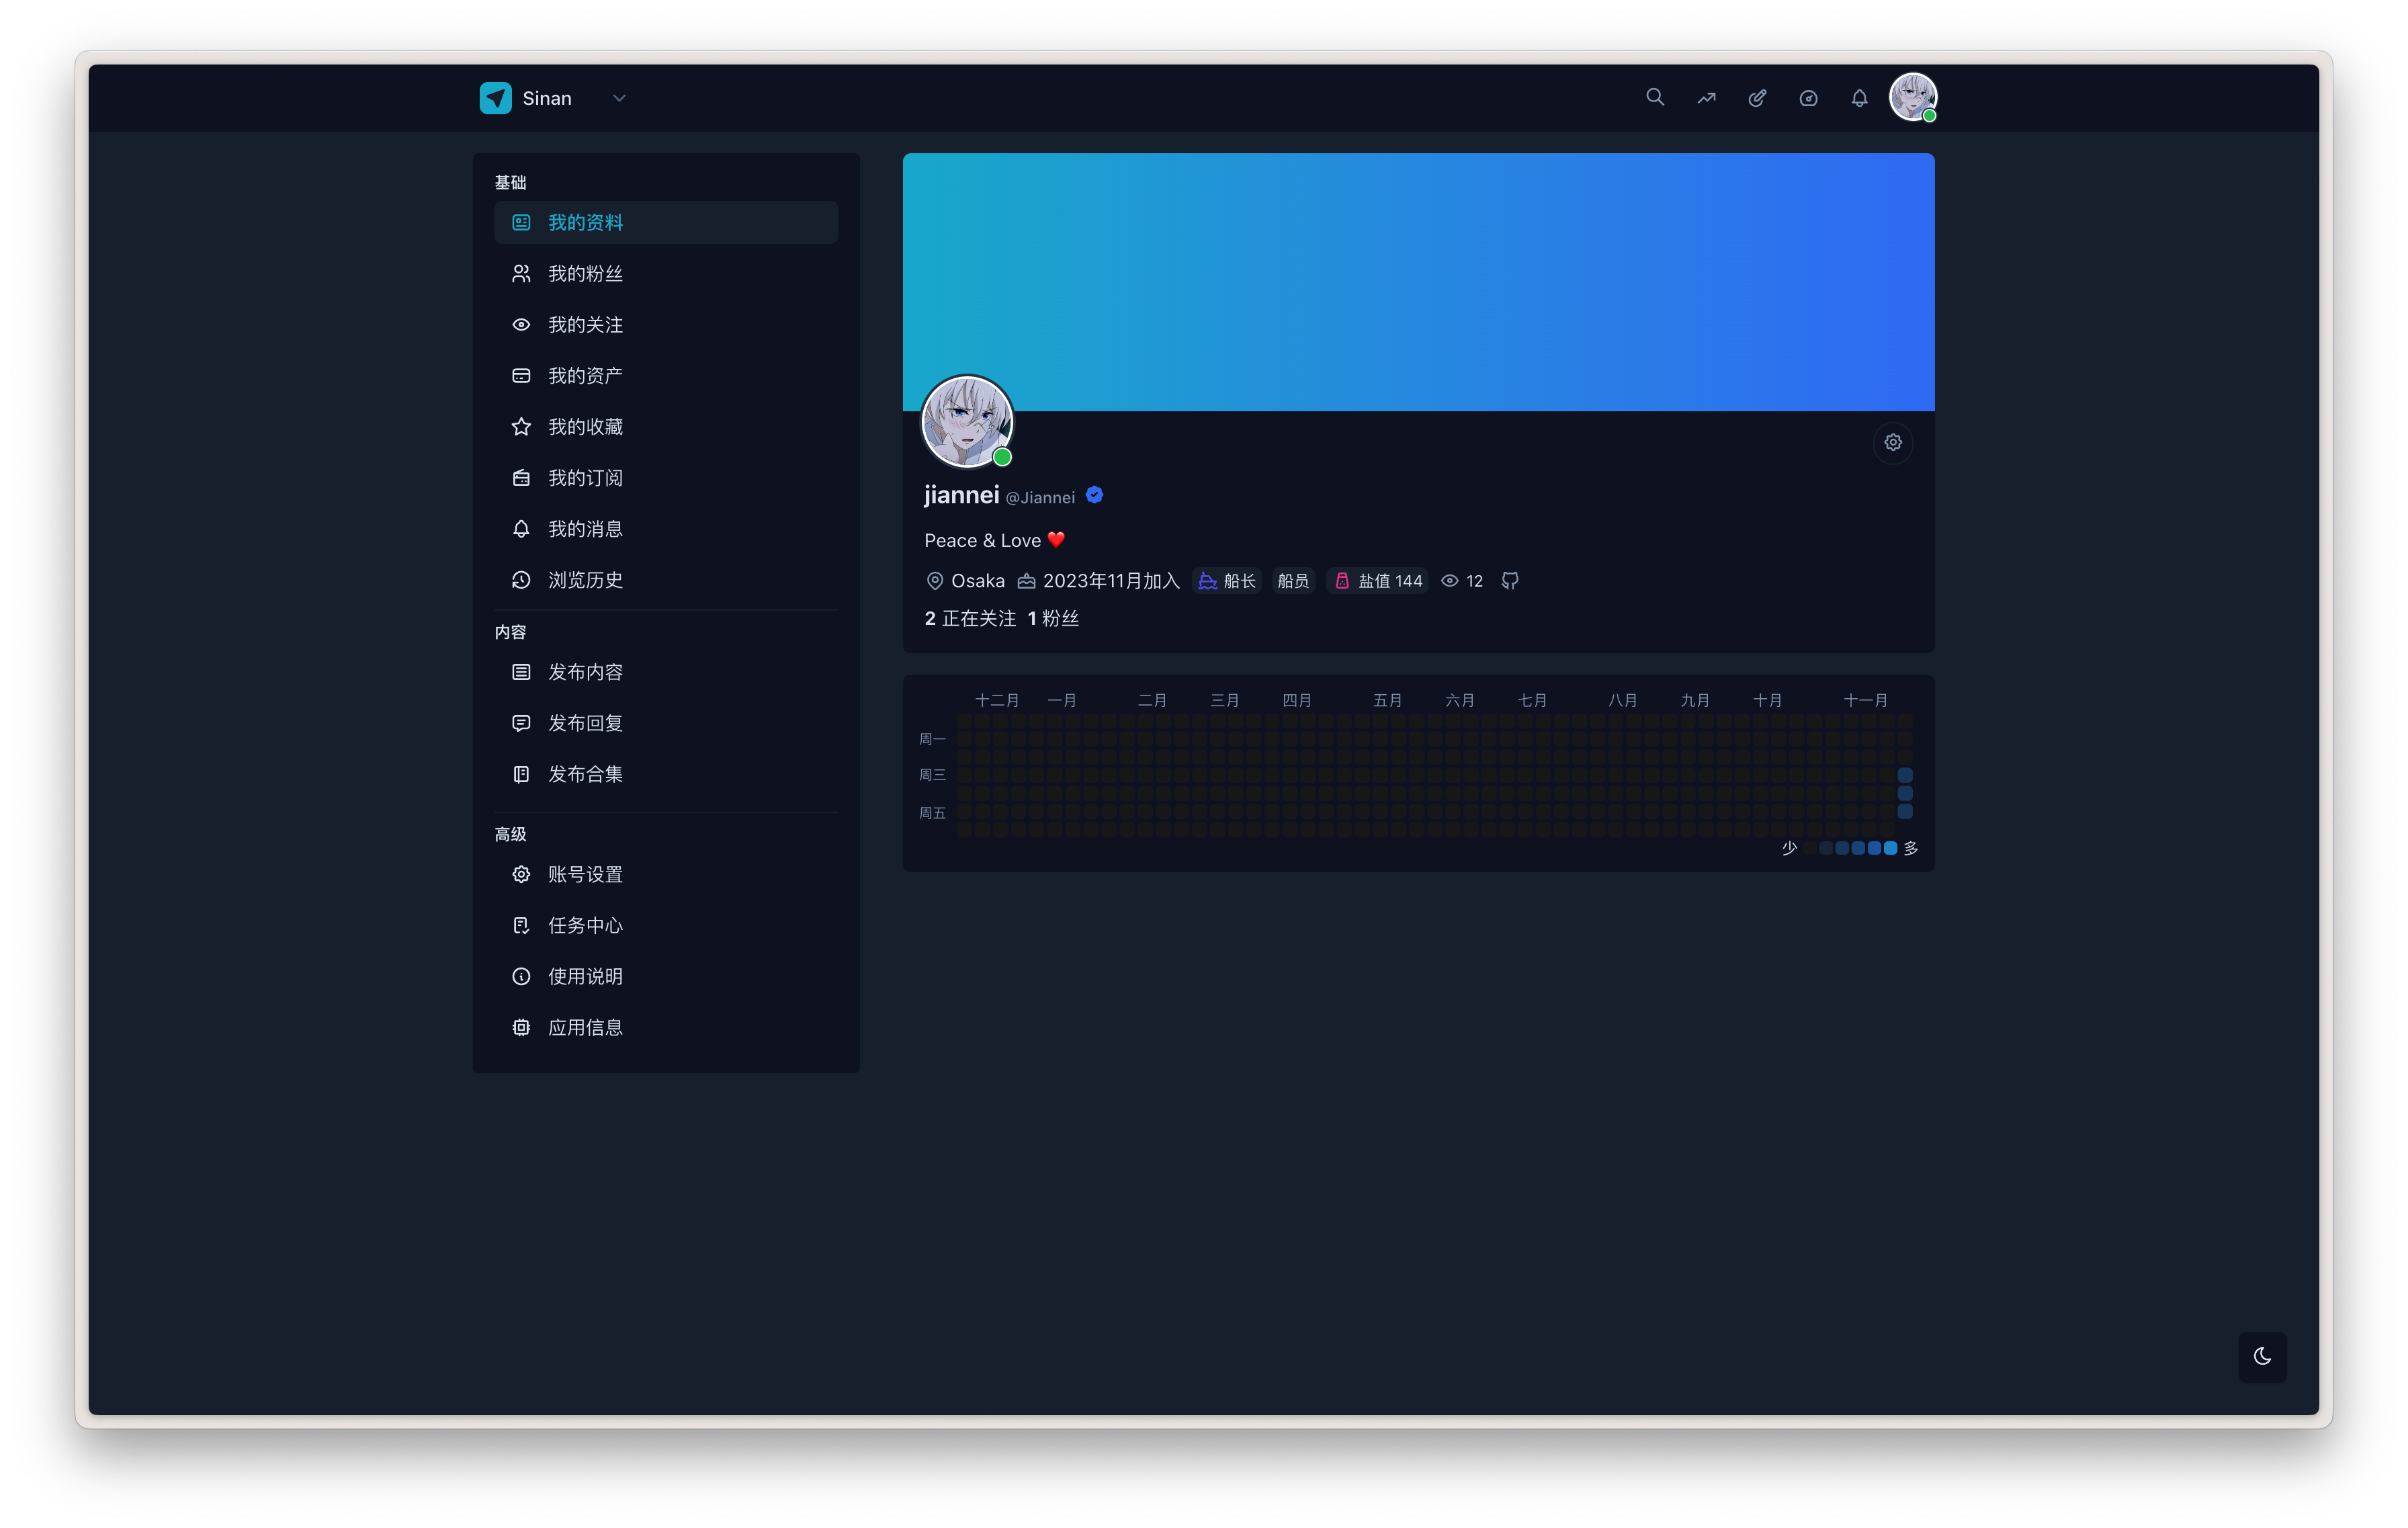 Sinan
基础
我的资料
我的粉丝
我的关注
我的资产
我的收藏
我的订阅
我的消息
浏览历史
内容
发布内容
发布回复
发布合集
高级
账号设置
任务中心
使用说明
应用信息
jiannei @Jiannei
Peace & Love ❤️
Osaka 2023年11月加入 船长 船员 盐值 144 12
2 正在关注 1 粉丝
十二月 一月 二月 三月 四月 五月 六月 七月 八月 九月 十月 十一月
周一
周三
周五
少 多